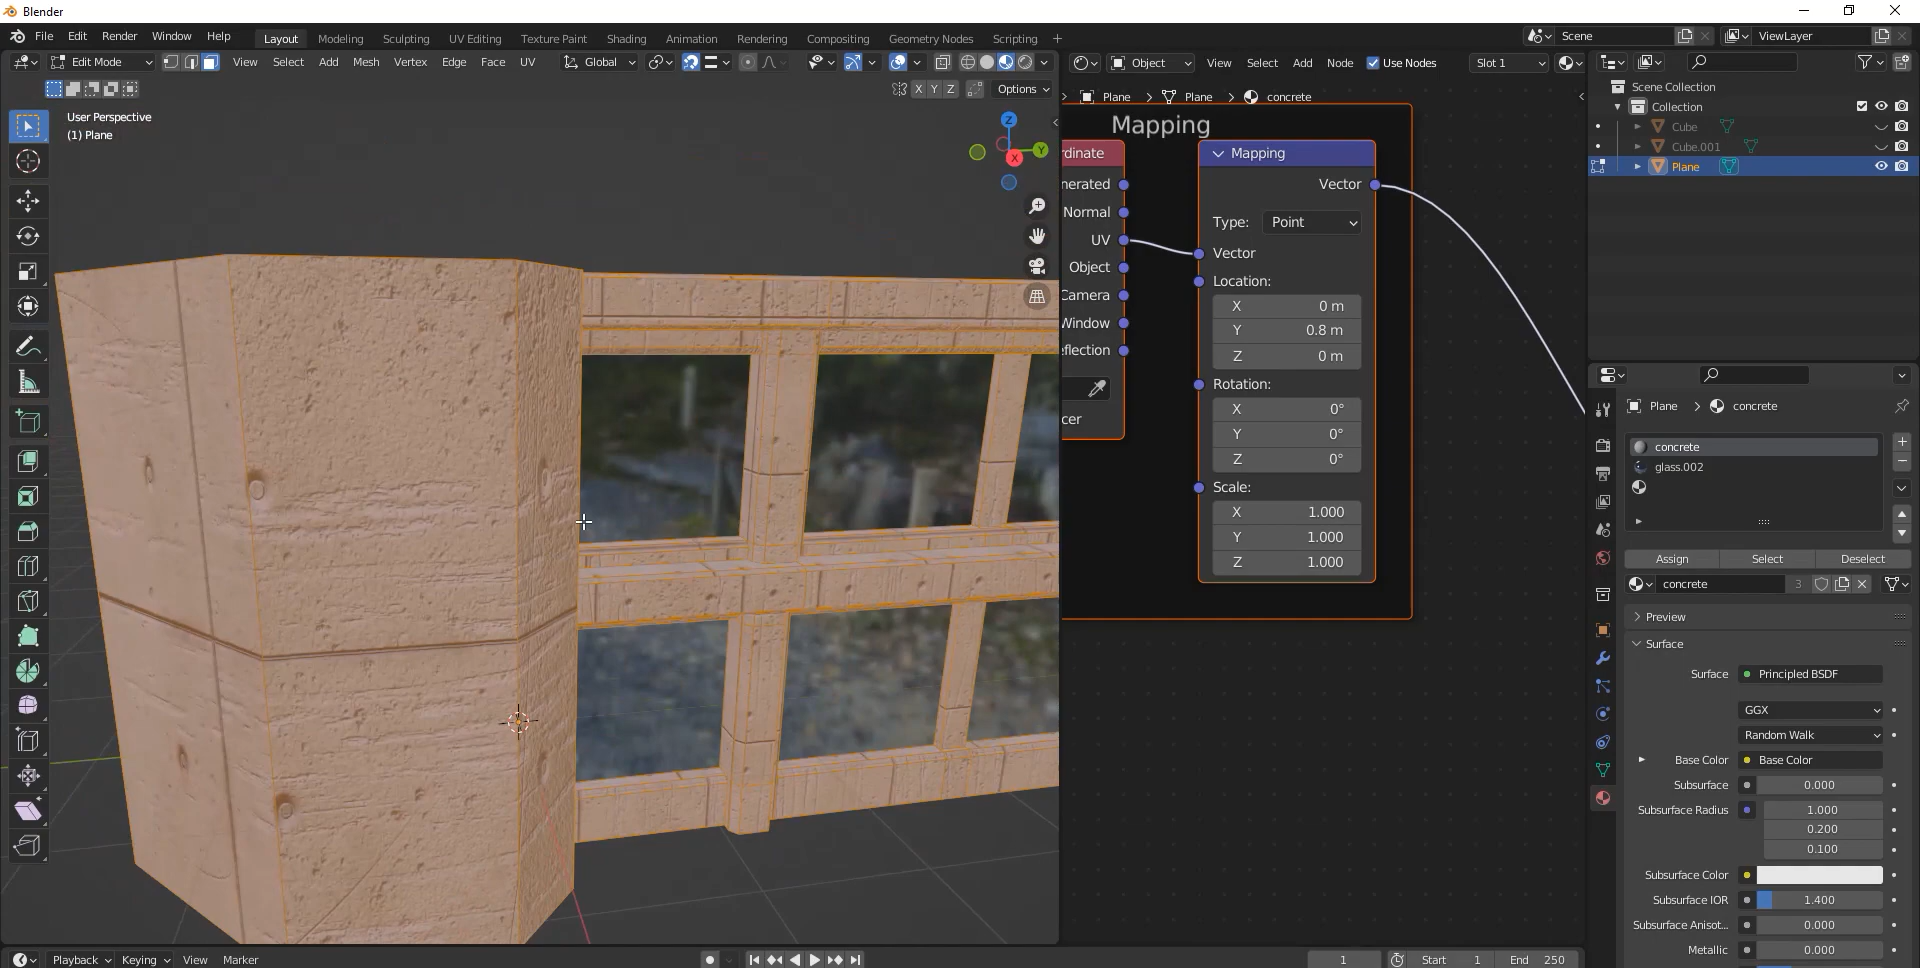 Blender
File Edit Render Window Help Layout Modeling Sculpting UV Editing Texture Paint Shading Animation Rendering Compositing Geometry Nodes Scripting Scene ViewLayer
Edit Mode View Select Add Mesh Vertex Edge Face UV Global
Object View Select Add Node Use Nodes Slot 1
X Y Z Options
User Perspective
(1) Plane
Z
Y
X
Plane Plane concrete
Mapping
rdinate
nerated
Normal
UV
Object
Camera
Window
eflection
cer
Mapping
Vector
Type: Point
Vector
Location:
X 0 m
Y 0.8 m
Z 0 m
Rotation:
X 0°
Y 0°
Z 0°
Scale:
X 1.000
Y 1.000
Z 1.000
Scene Collection
Collection
Cube
Cube.001
Plane
Plane concrete
concrete
glass.002
Assign Select Deselect
concrete 3
Preview
Surface
Surface Principled BSDF
GGX
Random Walk
Base Color Base Color
Subsurface 0.000
Subsurface Radius 1.000
0.200
0.100
Subsurface Color
Subsurface IOR 1.400
Subsurface Anisot... 0.000
Metallic 0.000
Playback Keying View Marker 1 Start 1 End 250